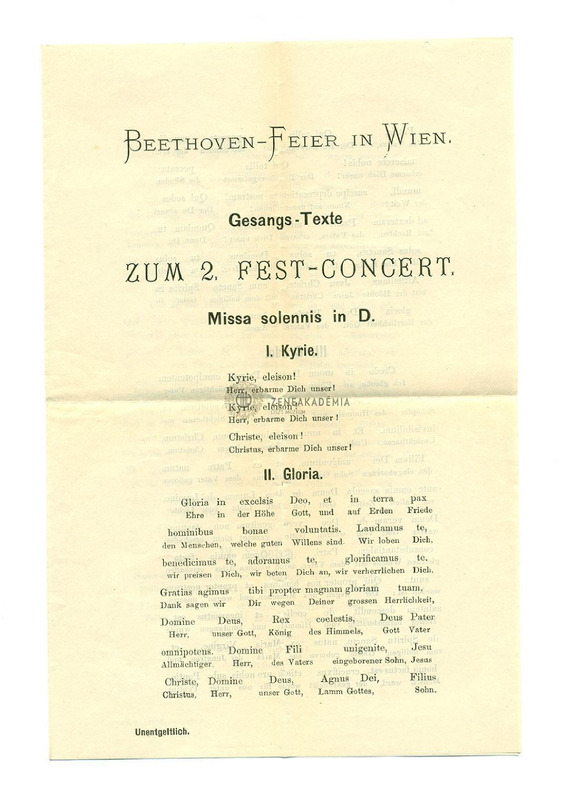 BEETHOVEN-FEIER IN WIEN.
Gesangs-Texte
ZUM 2. FEST-CONCERT.
Missa solennis in D.
I. Kyrie.
Kyrie, eleison!
Herr, erbarme Dich unser!
ZENEAKADÉMIA
Kyrie, eleison!
Herr, erbarme Dich unser!
Christe, eleison!
Christus, erbarme Dich unser!
II. Gloria.
Gloria in excelsis Deo, et in terra pax
Ehre in der Höhe Gott, und auf Erden Friede
hominibus bonae voluntatis. Laudamus te,
den Menschen, welche guten Willens sind. Wir loben Dich,
benedicimus te, adoramus te, glorificamus te.
wir preisen Dich, wir beten Dich an, wir verherrlichen Dich.
Gratias agimus tibi propter magnam gloriam tuam,
Dank sagen wir Dir wegen Deiner grossen Herrlichkeit,
Domine Deus, Rex coelestis, Deus Pater
Herr, unser Gott, König des Himmels, Gott Vater
omnipotens. Domine Fili unigenite, Jesu
Allmächtiger. Herr, des Vaters eingeborener Sohn, Jesus
Christe, Domine Deus, Agnus Dei, Filius
Christus, Herr, unser Gott, Lamm Gottes, Sohn.
Unentgeltlich.